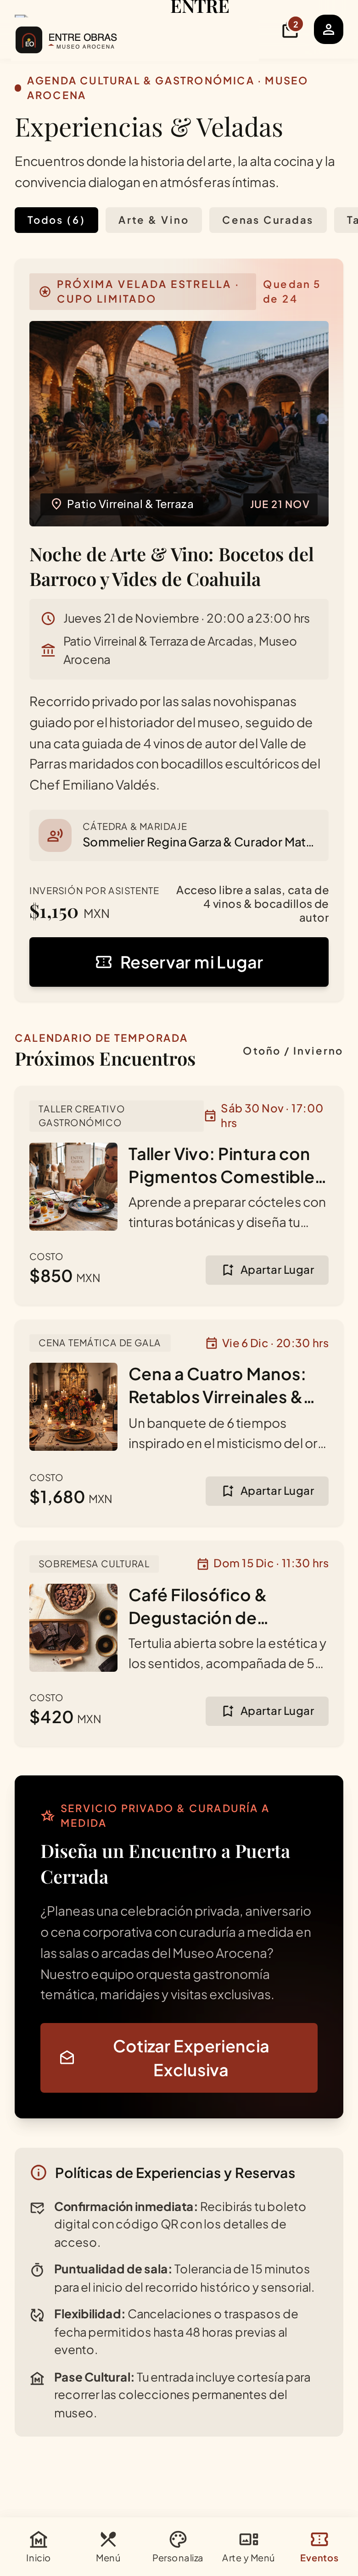 ENTRE
EO
ENTRE OBRAS
MUSEO AROCENA
2
AGENDA CULTURAL & GASTRONÓMICA · MUSEO
AROCENA
Experiencias & Veladas
Encuentros donde la historia del arte, la alta cocina y la
convivencia dialogan en atmósferas íntimas.
Todos (6)
Arte & Vino
Cenas Curadas
Ta
PRÓXIMA VELADA ESTRELLA ·
CUPO LIMITADO
Quedan 5
de 24
Patio Virreinal & Terraza
JUE 21 NOV
Noche de Arte & Vino: Bocetos del
Barroco y Vides de Coahuila
Jueves 21 de Noviembre · 20:00 a 23:00 hrs
Patio Virreinal & Terraza de Arcadas, Museo
Arocena
Recorrido privado por las salas novohispanas
guiado por el historiador del museo, seguido de
una cata guiada de 4 vinos de autor del Valle de
Parras maridados con bocadillos escultóricos del
Chef Emiliano Valdés.
CÁTEDRA & MARIDAJE
Sommelier Regina Garza & Curador Mat…
INVERSIÓN POR ASISTENTE
$1,150 MXN
Acceso libre a salas, cata de
4 vinos & bocadillos de
autor
Reservar mi Lugar
CALENDARIO DE TEMPORADA
Próximos Encuentros
Otoño / Invierno
TALLER CREATIVO
GASTRONÓMICO
Sáb 30 Nov · 17:00
hrs
Taller Vivo: Pintura con
Pigmentos Comestible…
Aprende a preparar cócteles con
tinturas botánicas y diseña tu…
COSTO
$850 MXN
Apartar Lugar
CENA TEMÁTICA DE GALA
Vie 6 Dic · 20:30 hrs
Cena a Cuatro Manos:
Retablos Virreinales &…
Un banquete de 6 tiempos
inspirado en el misticismo del or…
COSTO
$1,680 MXN
Apartar Lugar
SOBREMESA CULTURAL
Dom 15 Dic · 11:30 hrs
Café Filosófico &
Degustación de…
Tertulia abierta sobre la estética y
los sentidos, acompañada de 5…
COSTO
$420 MXN
Apartar Lugar
SERVICIO PRIVADO & CURADURÍA A
MEDIDA
Diseña un Encuentro a Puerta
Cerrada
¿Planeas una celebración privada, aniversario
o cena corporativa con curaduría a medida en
las salas o arcadas del Museo Arocena?
Nuestro equipo orquesta gastronomía
temática, maridajes y visitas exclusivas.
Cotizar Experiencia
Exclusiva
Políticas de Experiencias y Reservas
Confirmación inmediata: Recibirás tu boleto
digital con código QR con los detalles de
acceso.
Puntualidad de sala: Tolerancia de 15 minutos
para el inicio del recorrido histórico y sensorial.
Flexibilidad: Cancelaciones o traspasos de
fecha permitidos hasta 48 horas previas al
evento.
Pase Cultural: Tu entrada incluye cortesía para
recorrer las colecciones permanentes del
museo.
Inicio
Menú
Personaliza
Arte y Menú
Eventos